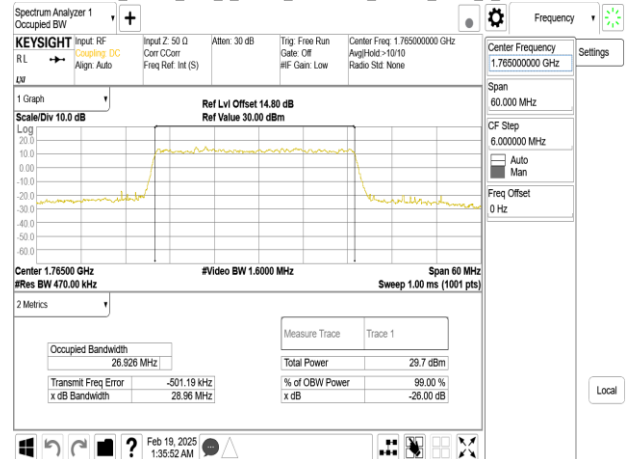 Spectrum Analyzer 1
Occupied BW
Frequency
KEYSIGHT
RL
Input: RF
Coupling: DC
Align: Auto
Input Z: 50 Ω
Corr CCorr
Freq Ref: Int (S)
Atten: 30 dB
Trig: Free Run
Gate: Off
#IF Gain: Low
Center Freq: 1.765000000 GHz
Avg|Hold:>10/10
Radio Std: None
1 Graph
Scale/Div 10.0 dB
Ref Lvl Offset 14.80 dB
Ref Value 30.00 dBm
Log
20.0
10.0
0.00
-10.0
-20.0
-30.0
-40.0
-50.0
-60.0
Center 1.76500 GHz
#Res BW 470.00 kHz
#Video BW 1.6000 MHz
Span 60 MHz
Sweep 1.00 ms (1001 pts)
2 Metrics
Measure Trace Trace 1
Occupied Bandwidth
26.926 MHz
Total Power 29.7 dBm
Transmit Freq Error -501.19 kHz
% of OBW Power 99.00 %
x dB Bandwidth 28.96 MHz
x dB -26.00 dB
Center Frequency
1.765000000 GHz
Span
60.000 MHz
CF Step
6.000000 MHz
Auto
Man
Freq Offset
0 Hz
Settings
Local
?
Feb 19, 2025
1:35:52 AM